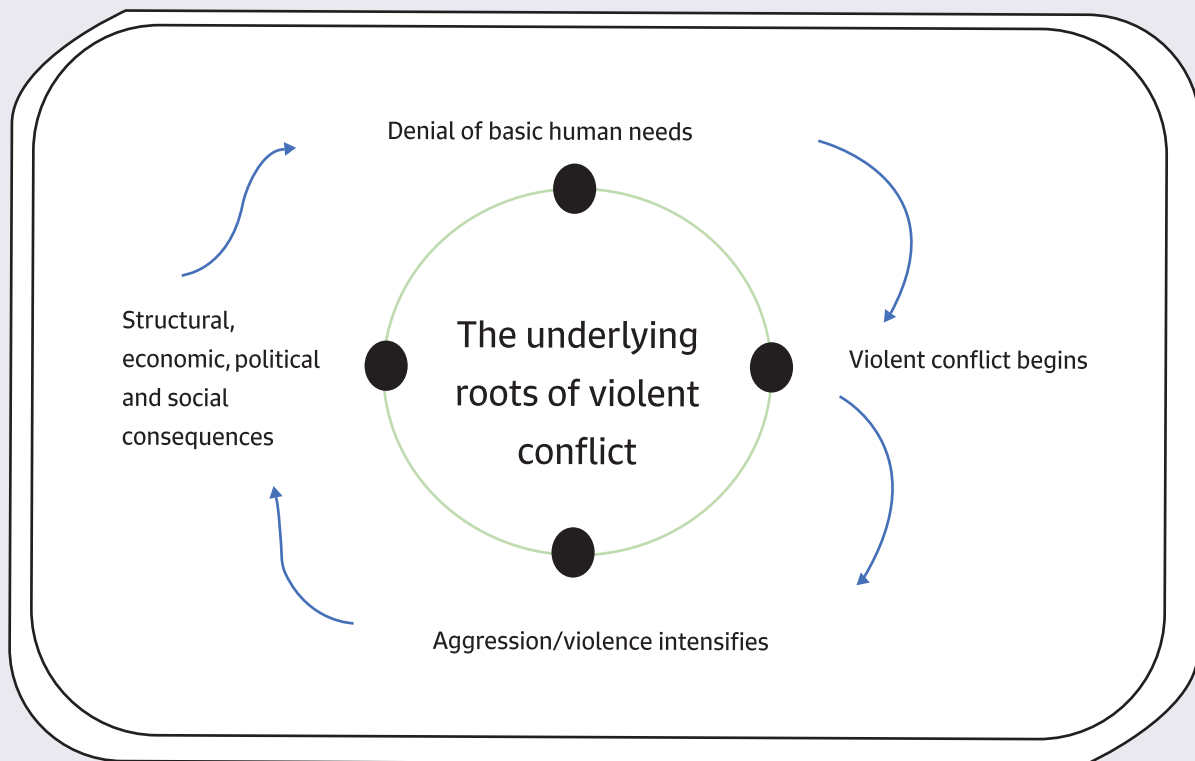 Denial of basic human needs
Structural,
economic, political
and social
consequences
The underlying
roots of violent
conflict
Violent conflict begins
Aggression/violence intensifies